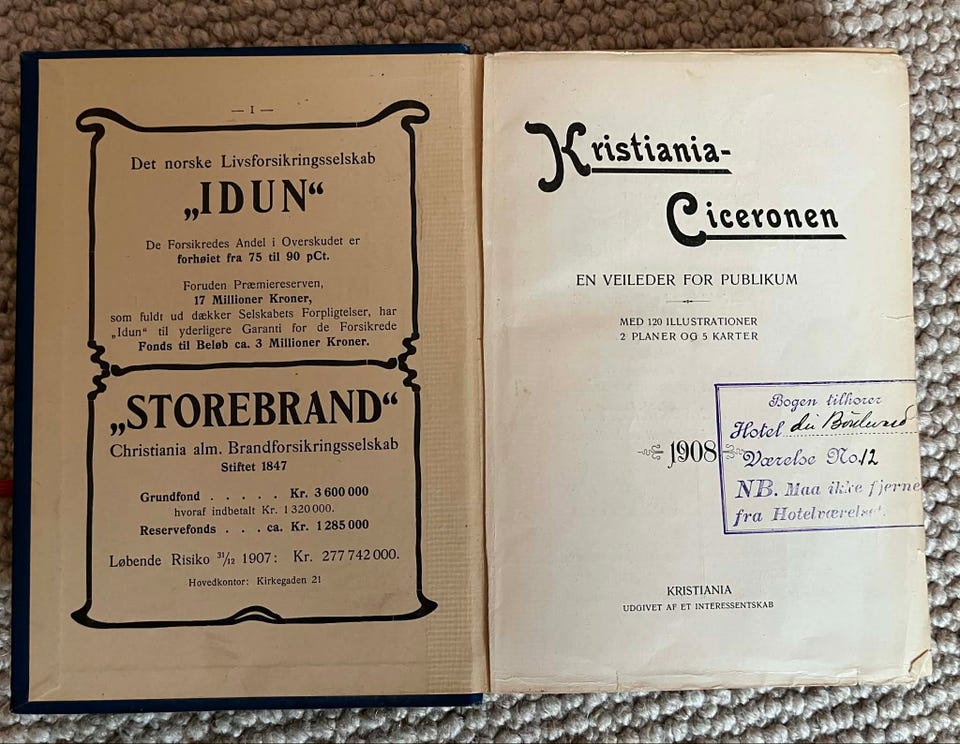 — I —
Det norske Livsforsikringsselskab
„IDUN“
De Forsikredes Andel i Overskudet er
forhøiet fra 75 til 90 pCt.
Foruden Præmiereserven,
17 Millioner Kroner,
som fuldt ud dækker Selskabets Forpligtelser, har
„Idun“ til yderligere Garanti for de Forsikrede
Fonds til Beløb ca. 3 Millioner Kroner.
„STOREBRAND“
Christiania alm. Brandforsikringsselskab
Stiftet 1847
Grundfond . . . . . Kr. 3 600 000
hvoraf indbetalt Kr. 1 320 000.
Reservefonds . . . ca. Kr. 1 285 000
Løbende Risiko 31/12 1907: Kr. 277 742 000.
Hovedkontor: Kirkegaden 21
Kristiania-
Ciceronen
EN VEILEDER FOR PUBLIKUM
MED 120 ILLUSTRATIONER
2 PLANER OG 5 KARTER
1908
Bogen tilhører
Hotel du Boulevard
Værelse No. 12
NB. Maa ikke fjerne
fra Hotelværelset.
KRISTIANIA
UDGIVET AF ET INTERESSENTSKAB